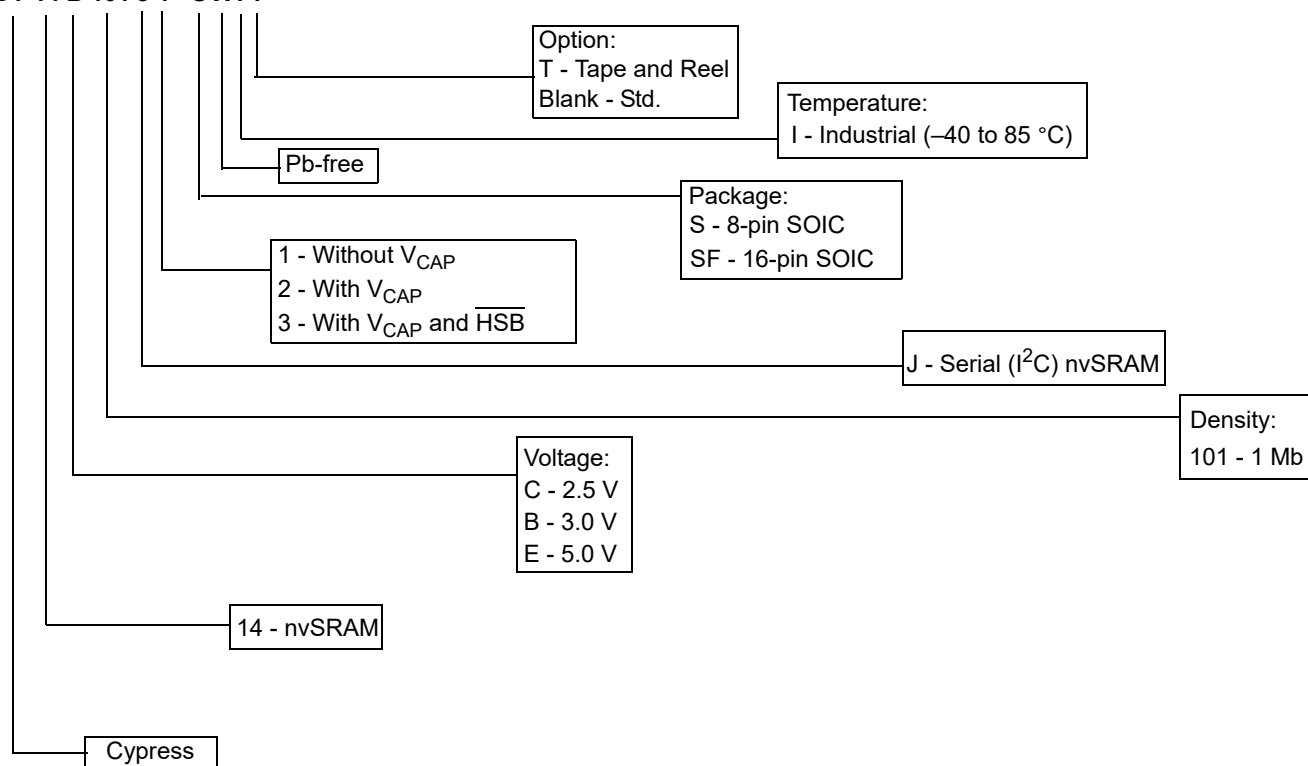 Option:
T - Tape and Reel
Blank - Std.
Temperature:
I - Industrial (–40 to 85 °C)
Pb-free
Package:
S - 8-pin SOIC
SF - 16-pin SOIC
1 - Without VCAP
2 - With VCAP
3 - With VCAP and HSB
J - Serial (I2C) nvSRAM
Density:
101 - 1 Mb
Voltage:
C - 2.5 V
B - 3.0 V
E - 5.0 V
14 - nvSRAM
Cypress